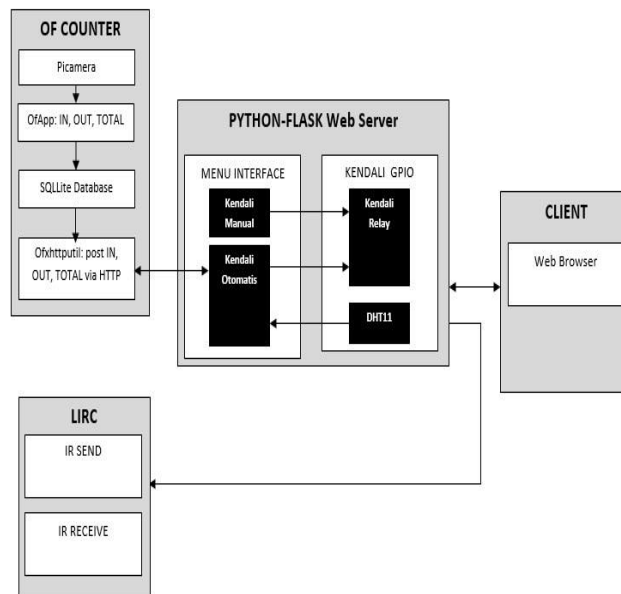 OF COUNTER
Picamera
OfApp: IN, OUT, TOTAL
SQLLite Database
Ofxhttputil: post IN,
OUT, TOTAL via HTTP
PYTHON-FLASK Web Server
MENU INTERFACE
Kendali
Manual
Kendali
Otomatis
KENDALI GPIO
Kendali
Relay
DHT11
CLIENT
Web Browser
LIRC
IR SEND
IR RECEIVE